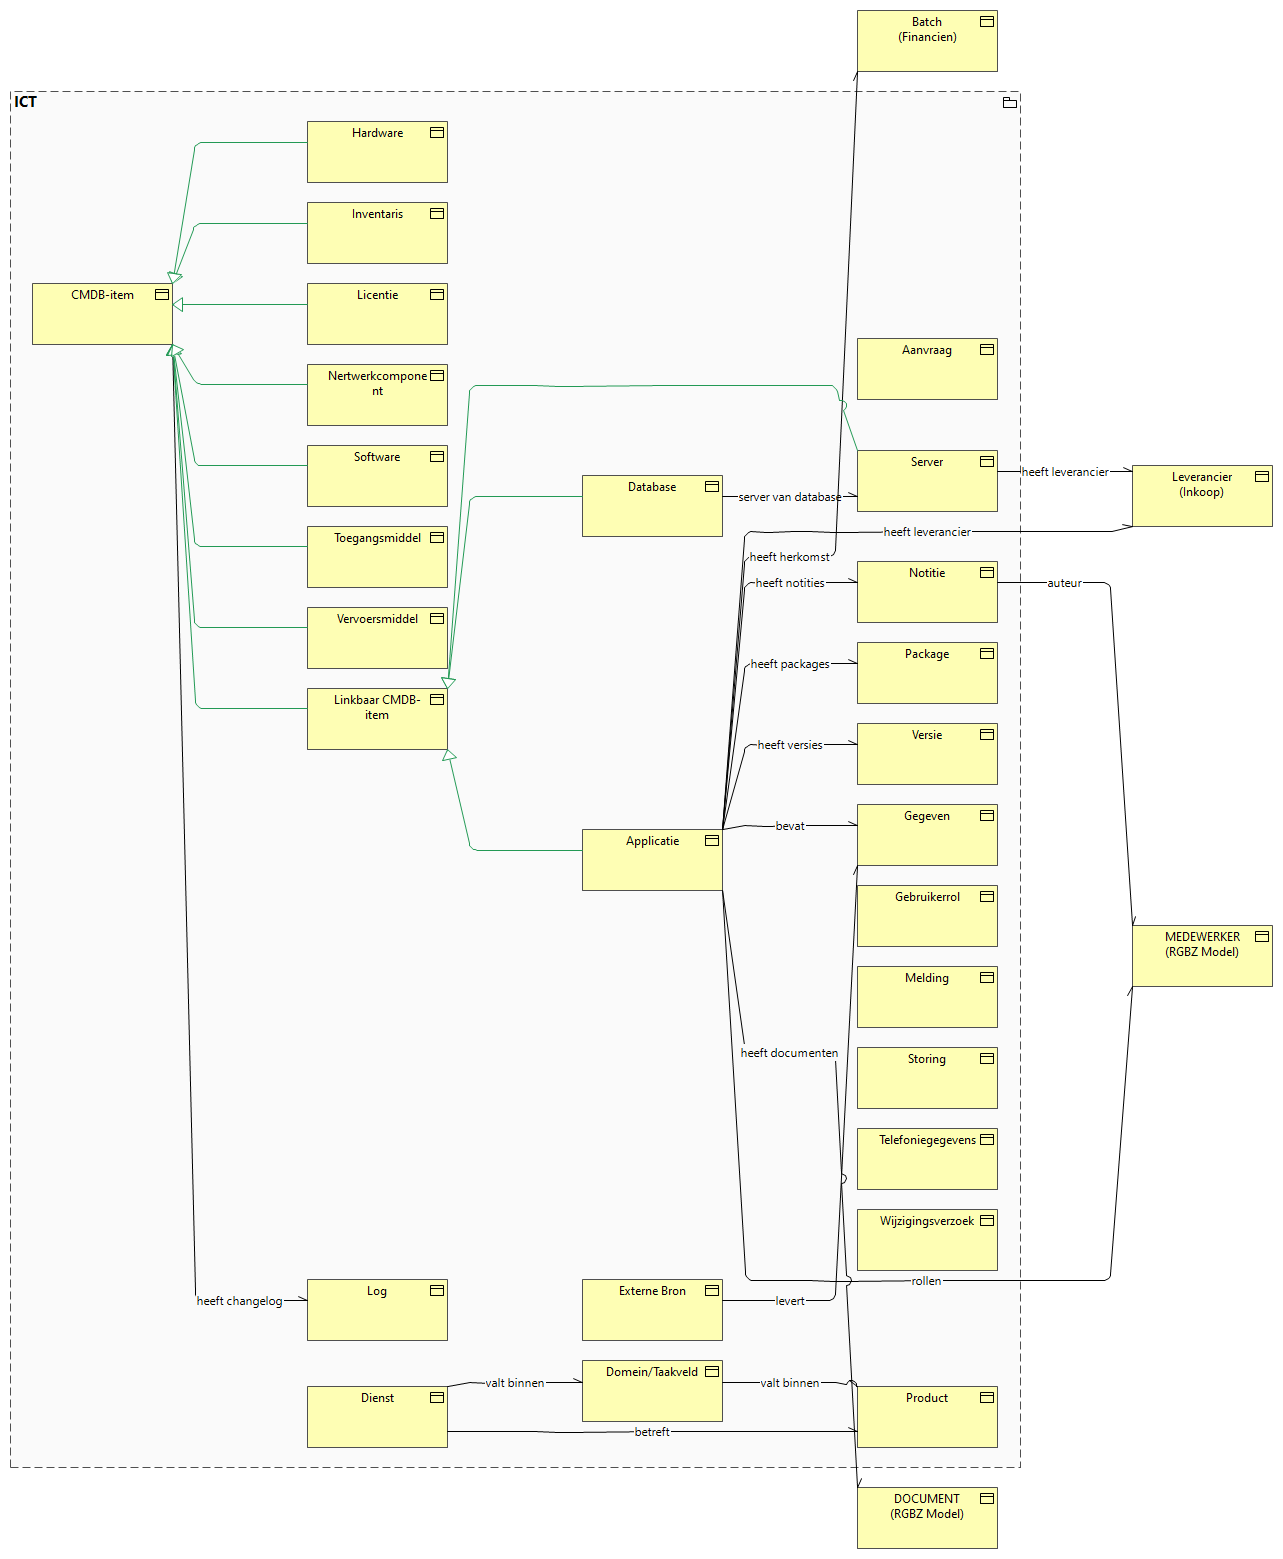 Batch
(Financien)
ICT
Hardware
Inventaris
CMDB-item
Licentie
Aanvraag
Nertwerkcompone
nt
Software
Server
heeft leverancier
Leverancier
(Inkoop)
Database
server van database
Toegangsmiddel
heeft leverancier
heeft herkomst
Notitie
heeft notities
auteur
Vervoersmiddel
Package
heeft packages
Linkbaar CMDB-
item
Versie
heeft versies
Gegeven
bevat
Applicatie
Gebruikerrol
MEDEWERKER
(RGBZ Model)
Melding
heeft documenten
Storing
Telefoniegegevens
Wijzigingsverzoek
rollen
Log
heeft changelog
Externe Bron
levert
Domein/Taakveld
valt binnen
valt binnen
Dienst
Product
betreft
DOCUMENT
(RGBZ Model)